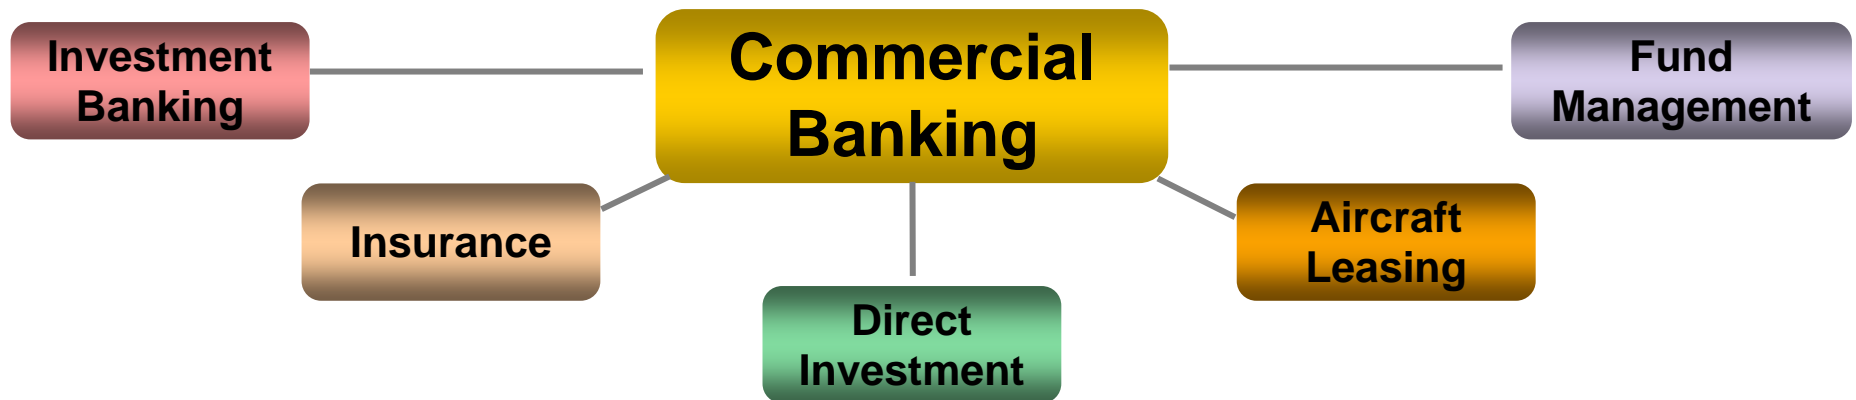 Investment
Banking
Commercial
Banking
Fund
Management
Insurance
Aircraft
Leasing
Direct
Investment